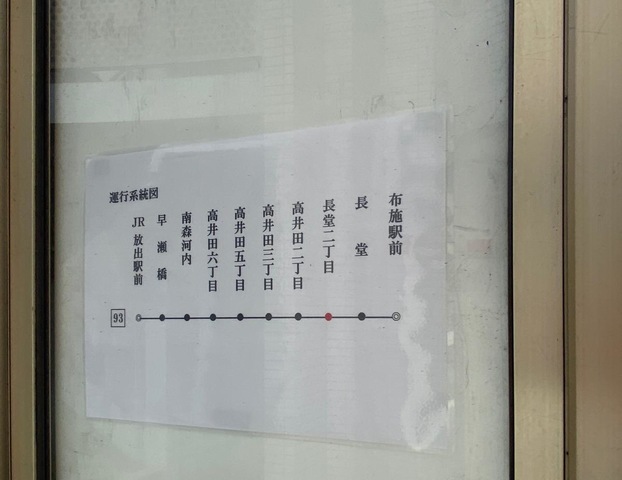 運行系統図
布施駅前
長堂
長堂二丁目
高井田二丁目
高井田三丁目
高井田五丁目
高井田六丁目
南森河内
早瀬橋
JR放出駅前
93